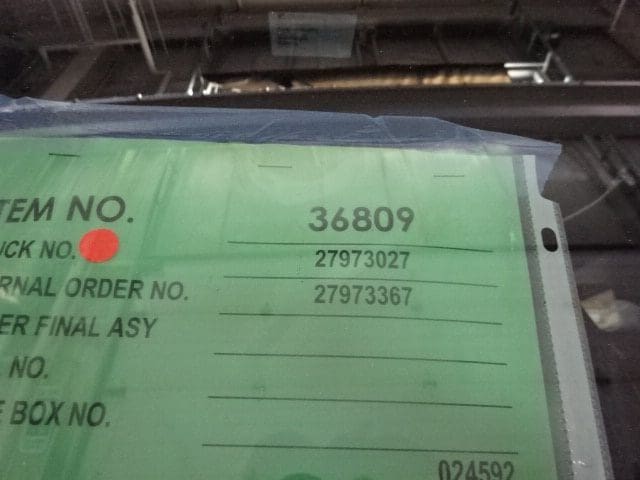 TEM NO. 36809
UCK NO. 27973027
RNAL ORDER NO. 27973367
ER FINAL ASY
NO.
E BOX NO.
024592